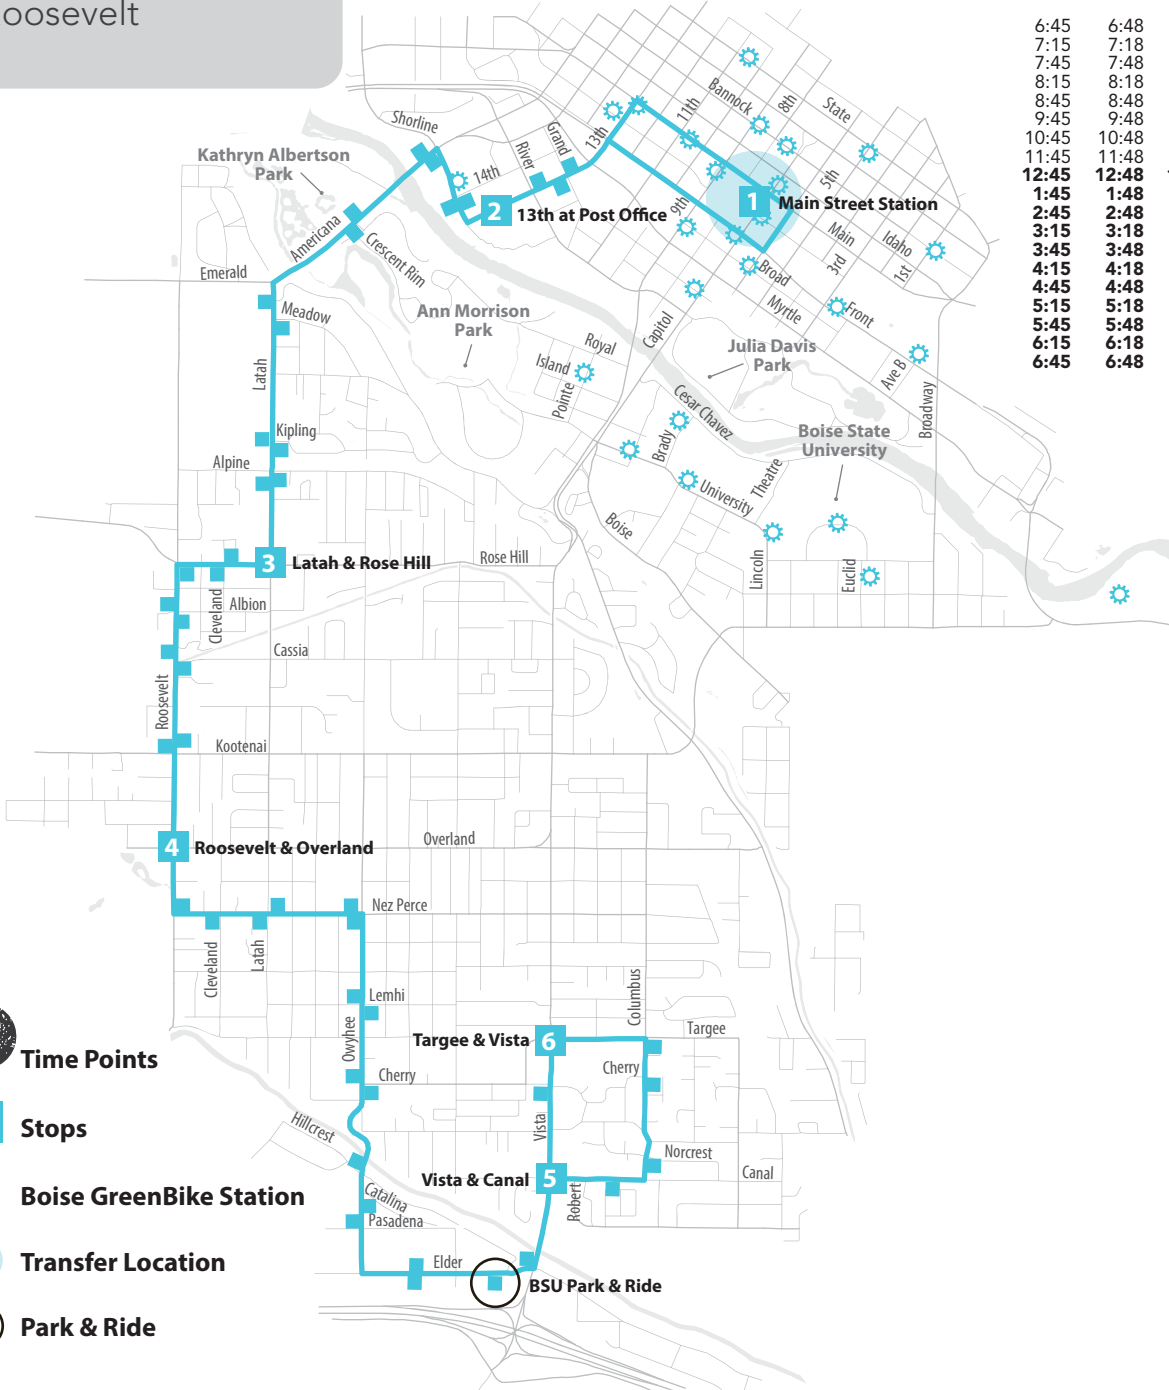 oosevelt
6:45 6:48
7:15 7:18
7:45 7:48
8:15 8:18
8:45 8:48
9:45 9:48
10:45 10:48
11:45 11:48
12:45 12:48
1:45 1:48
2:45 2:48
3:15 3:18
3:45 3:48
4:15 4:18
4:45 4:48
5:15 5:18
5:45 5:48
6:15 6:18
6:45 6:48
Shorline
Kathryn Albertson
Park
14th
River
Grand
13th
11th
Bannock
8th
State
5th
9th
1
Main Street Station
2
13th at Post Office
Americana
Crescent Rim
Emerald
Meadow
Main
Idaho
3rd
1st
Broad
Myrtle
Front
Capitol
Ann Morrison
Park
Royal
Island
Pointe
Julia Davis
Park
Ave B
Broadway
Cesar Chavez
Latah
Kipling
Alpine
Brady
Boise State
University
University
Theatre
Boise
Lincoln
Euclid
3
Latah & Rose Hill
Rose Hill
Cleveland
Albion
Cassia
Roosevelt
Kootenai
4
Roosevelt & Overland
Overland
Nez Perce
Cleveland
Latah
Lemhi
Owyhee
Columbus
Targee & Vista
6
Targee
Cherry
Cherry
Vista
Hillcrest
Norcrest
Canal
Vista & Canal
5
Robert
Catalina
Pasadena
Elder
BSU Park & Ride
Time Points
Stops
Boise GreenBike Station
Transfer Location
Park & Ride